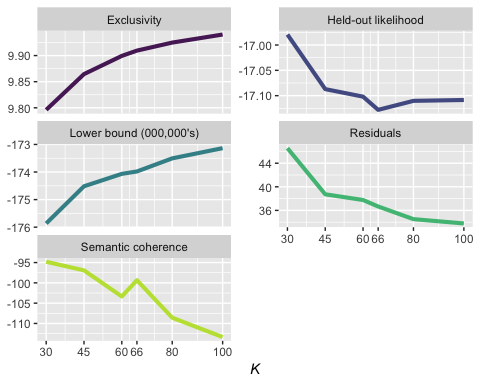 Exclusivity
9.90
9.85
9.80
Held-out likelihood
-17.00
-17.05
-17.10
Lower bound (000,000's)
-173
-174
-175
-176
Residuals
44
40
36
30 45 60 66 80 100
Semantic coherence
-95
-100
-105
-110
30 45 60 66 80 100
K